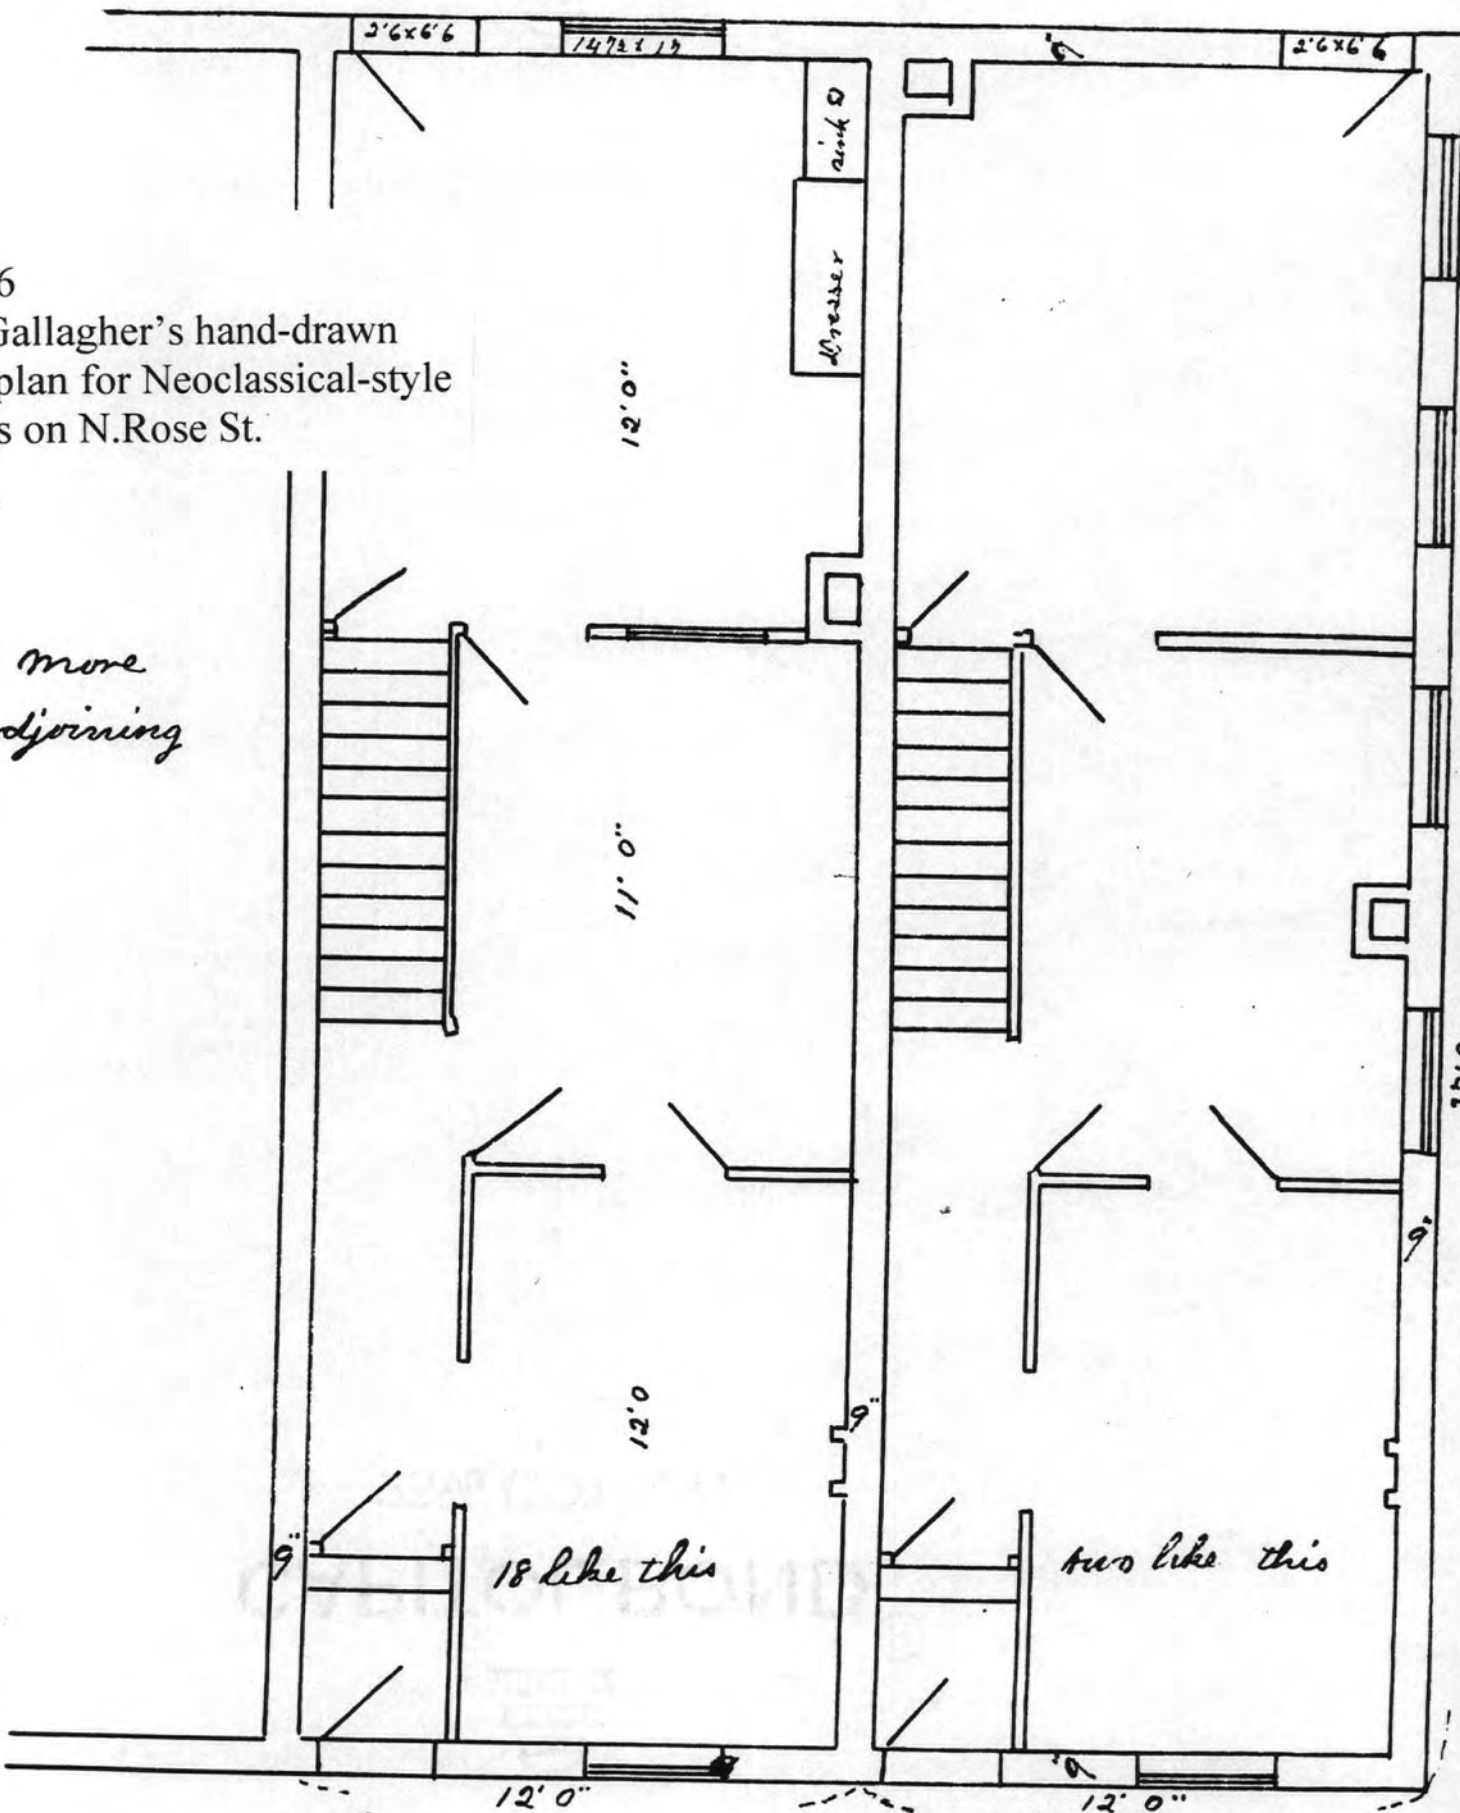 2'6x6'6
9"
2'6x6'6
sink
Dresser
6
Gallagher's hand-drawn
plan for Neoclassical-style
s on N.Rose St.
12'0"
more
djoining
11'0"
9"
12'0
9"
9"
18 like this
two like this
9"
12'0"
12'0"